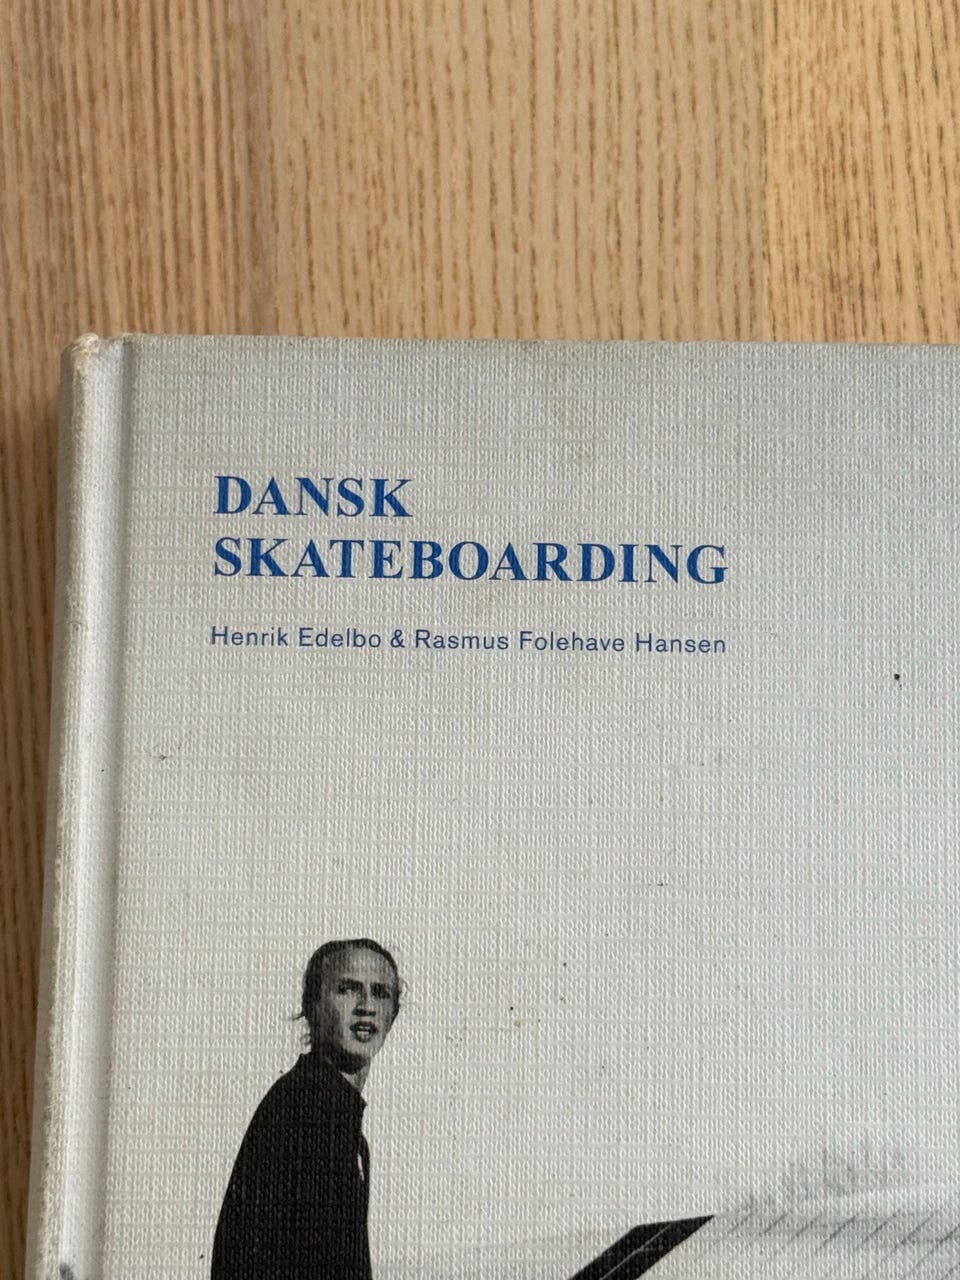 DANSK
SKATEBOARDING
Henrik Edelbo & Rasmus Folehave Hansen